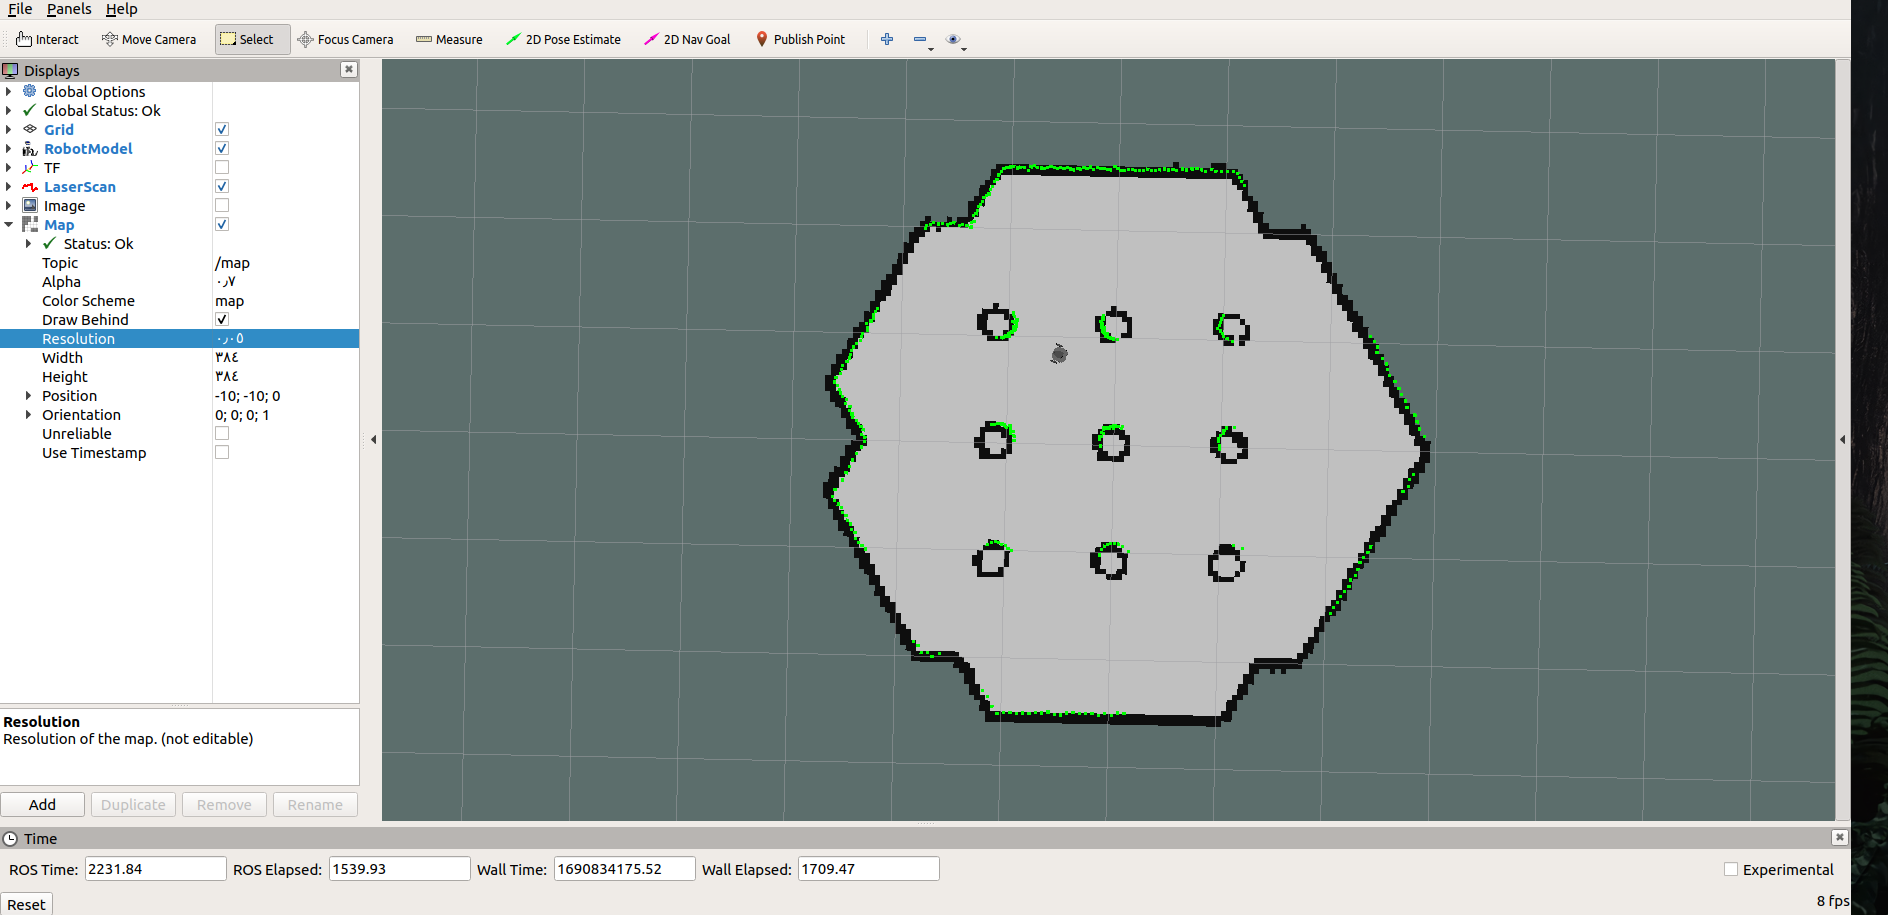 File Panels Help
Interact Move Camera Select Focus Camera Measure 2D Pose Estimate 2D Nav Goal Publish Point
Displays
Global Options
Global Status: Ok
Grid
RobotModel
TF
LaserScan
Image
Map
Status: Ok
Topic /map
Alpha ٠٫٧
Color Scheme map
Draw Behind
Resolution ٠٫٠٥
Width ٣٨٤
Height ٣٨٤
Position -10; -10; 0
Orientation 0; 0; 0; 1
Unreliable
Use Timestamp
Resolution
Resolution of the map. (not editable)
Add Duplicate Remove Rename
Time
ROS Time: 2231.84 ROS Elapsed: 1539.93 Wall Time: 1690834175.52 Wall Elapsed: 1709.47 Experimental
Reset 8 fps